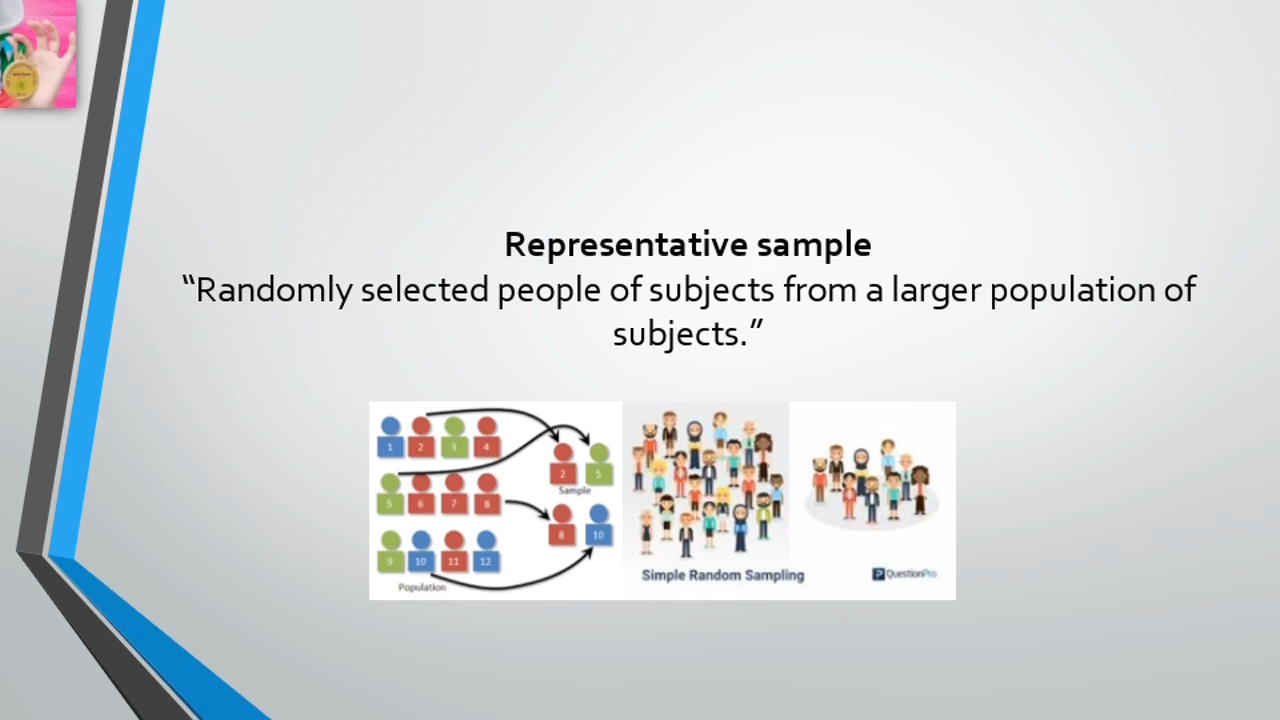 Representative sample
“Randomly selected people of subjects from a larger population of
subjects.”
1 2 3 4
2 5
Sample
5 6 7 8
8 10
9 10 11 12
Population
Simple Random Sampling
QuestionPro